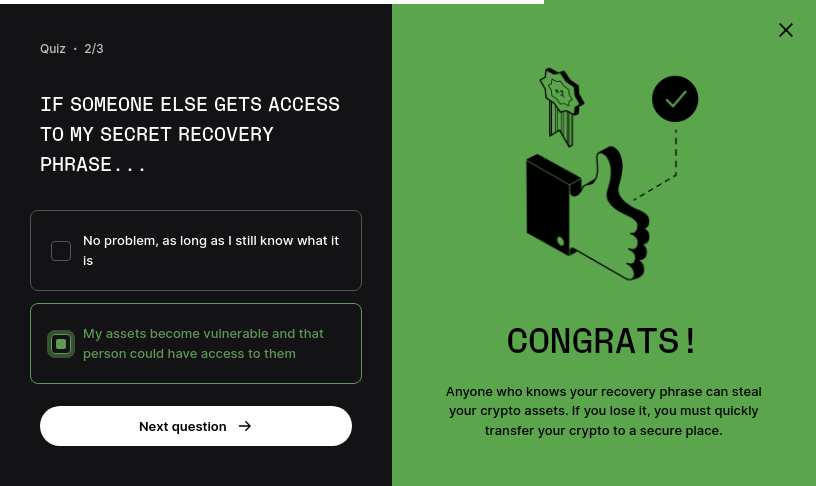 Quiz • 2/3
IF SOMEONE ELSE GETS ACCESS
TO MY SECRET RECOVERY
PHRASE...
No problem, as long as I still know what it
is
My assets become vulnerable and that
person could have access to them
Next question →
CONGRATS!
Anyone who knows your recovery phrase can steal
your crypto assets. If you lose it, you must quickly
transfer your crypto to a secure place.